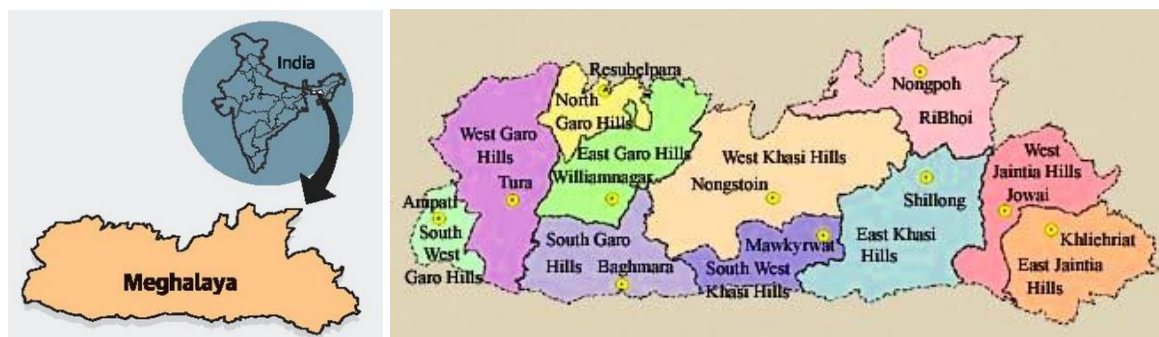 India
Meghalaya
Resubelpara
North
Garo Hills
West Garo
Hills
Tura
East Garo Hills
Williamnagar
Ampati
South
West
Garo Hills
South Garo
Hills
Baghmara
West Khasi Hills
Nongstoin
Mawkyrwat
South West
Khasi Hills
Nongpoh
RiBhoi
Shillong
East Khasi
Hills
West
Jaintia Hills
Jowai
Khliehriat
East Jaintia
Hills